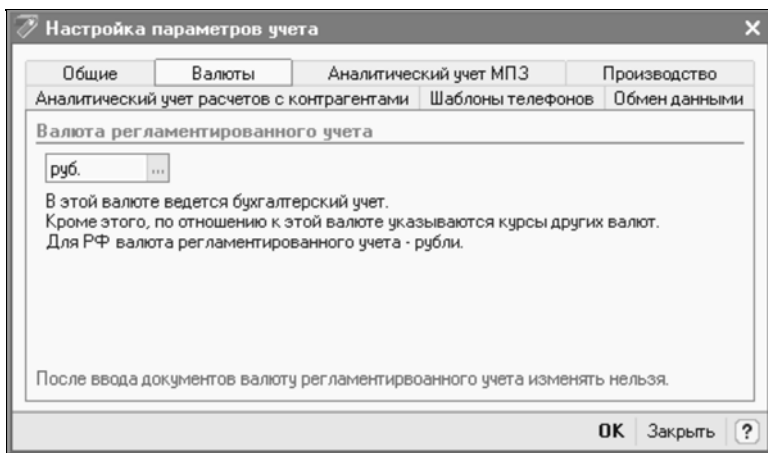 Настройка параметров учета
Общие Валюты Аналитический учет МПЗ Производство
Аналитический учет расчетов с контрагентами Шаблоны телефонов Обмен данными
Валюта регламентированного учета
руб. ...
В этой валюте ведется бухгалтерский учет.
Кроме этого, по отношению к этой валюте указываются курсы других валют.
Для РФ валюта регламентированного учета - рубли.
После ввода документов валюту регламентирвоанного учета изменять нельзя.
OK Закрыть ?